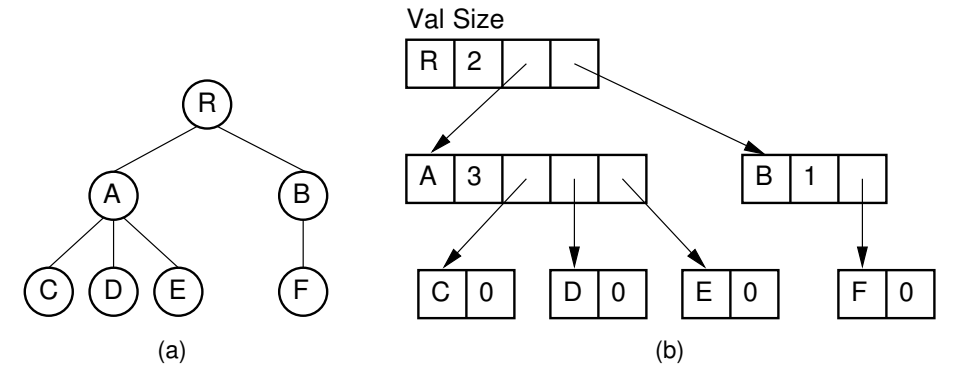 Val Size
R 2
R
A 3
B 1
A B
C D E F
C 0 D 0 E 0 F 0
(a) (b)